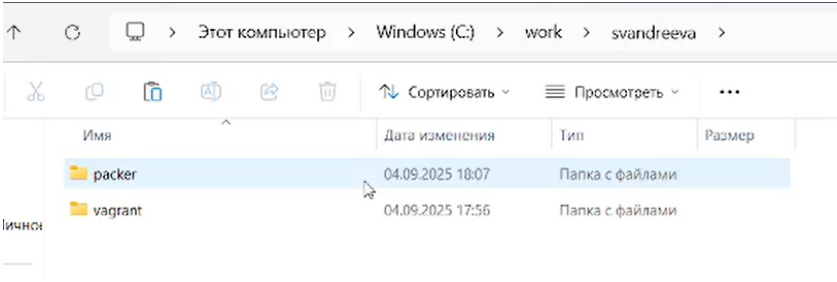 Этот компьютер > Windows (C:) > work > svandreeva >
Сортировать Просмотреть ...
Имя Дата изменения Тип Размер
packer 04.09.2025 18:07 Папка с файлами
vagrant 04.09.2025 17:56 Папка с файлами
Личное